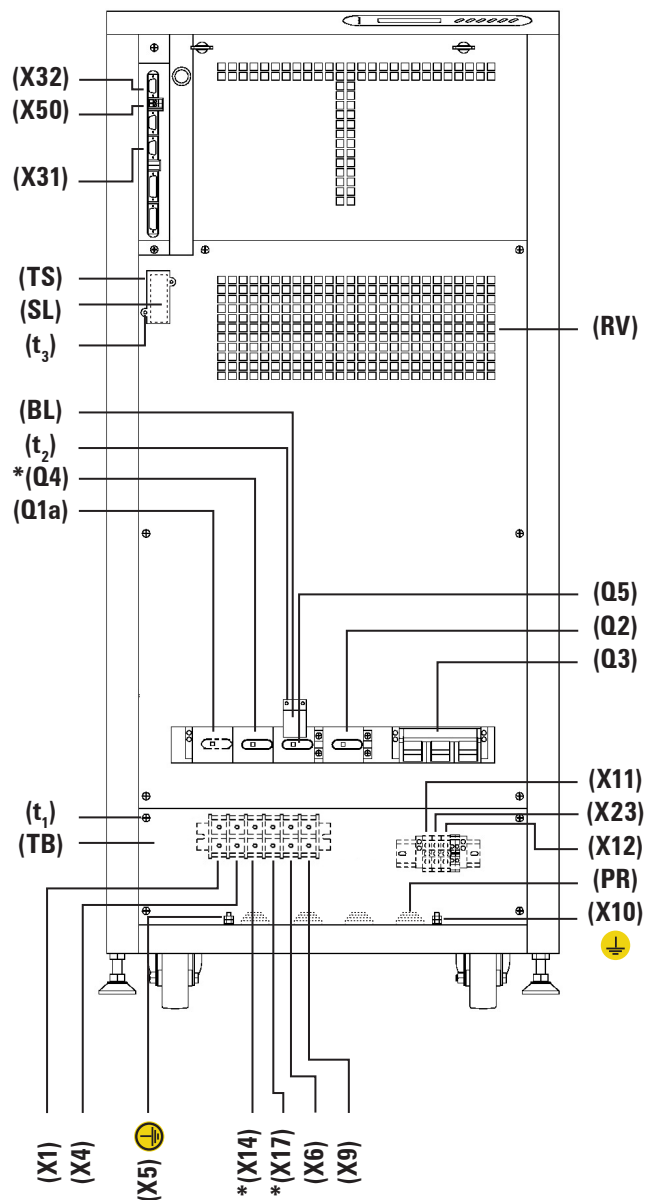 (X32)
(X50)
(X31)
(TS)
(SL)
(t3)
(RV)
(BL)
(t2)
*(Q4)
(Q1a)
(Q5)
(Q2)
(Q3)
(t1)
(TB)
(X11)
(X23)
(X12)
(PR)
(X10)
(X1)
(X4)
(X5)
*(X14)
*(X17)
(X6)
(X9)